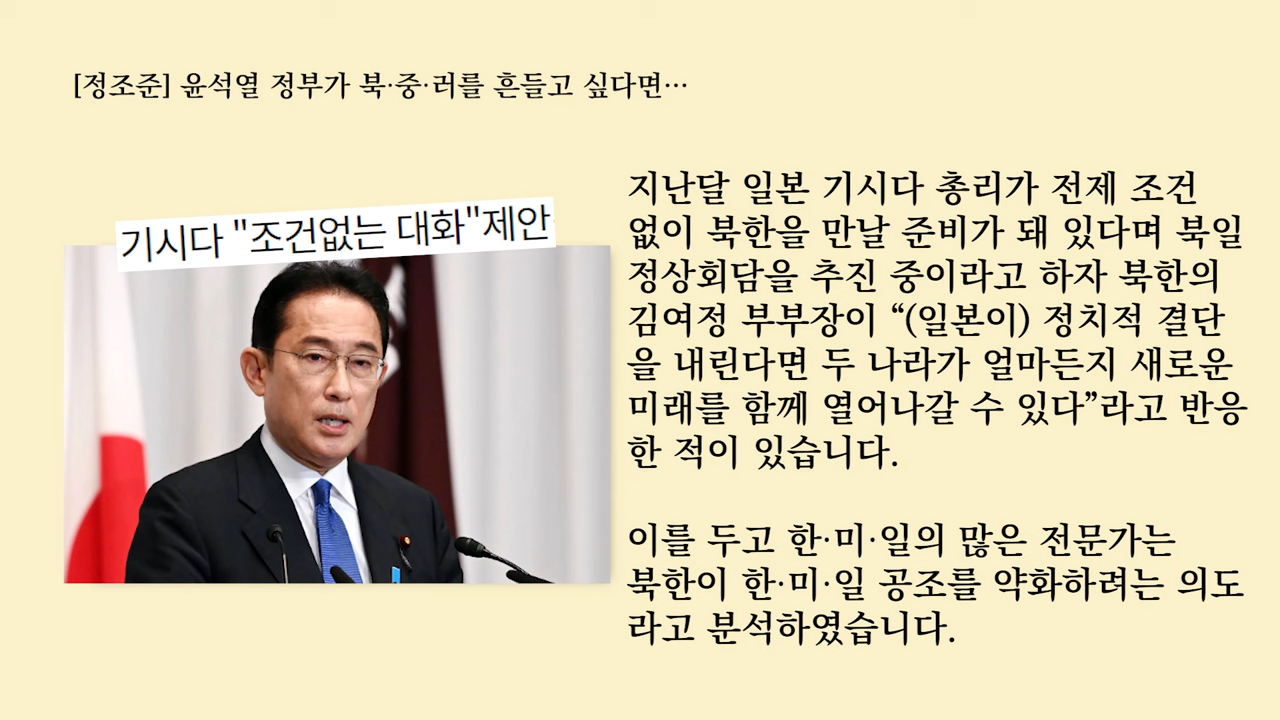 [정조준] 윤석열 정부가 북·중·러를 흔들고 싶다면…
기시다 "조건없는 대화"제안
지난달 일본 기시다 총리가 전제 조건
없이 북한을 만날 준비가 돼 있다며 북일
정상회담을 추진 중이라고 하자 북한의
김여정 부부장이 “(일본이) 정치적 결단
을 내린다면 두 나라가 얼마든지 새로운
미래를 함께 열어나갈 수 있다”라고 반응
한 적이 있습니다.
이를 두고 한·미·일의 많은 전문가는
북한이 한·미·일 공조를 약화하려는 의도
라고 분석하였습니다.